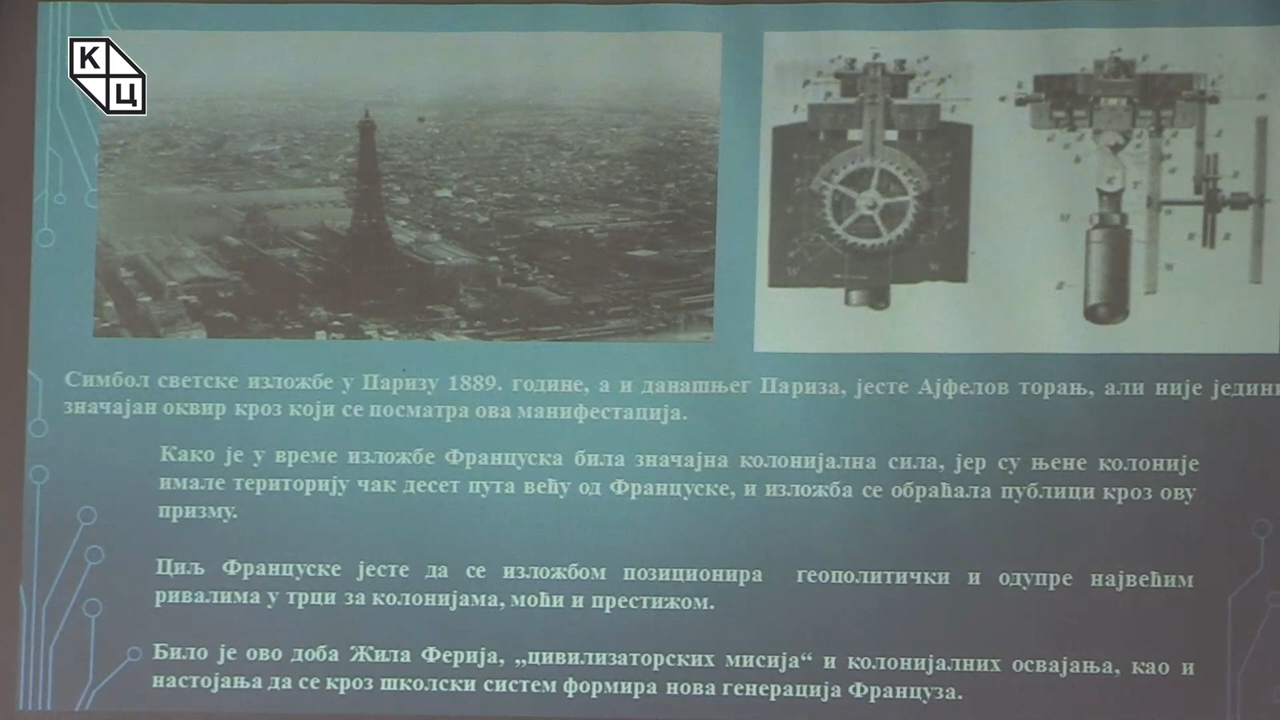 К
Ц
Симбол светске изложбе у Паризу 1889. године, а и данашњег Париза, јесте Ајфелов торањ, али није једини
значајан оквир кроз који се посматра ова манифестација.
Како је у време изложбе Француска била значајна колонијална сила, јер су њене колоније
имале територију чак десет пута већу од Француске, и изложба се обраћала публици кроз ову
призму.
Циљ Француске јесте да се изложбом позиционира геополитички и одупре највећим
ривалима у трци за колонијама, моћи и престижом.
Било је ово доба Жила Ферија, „цивилизаторских мисија“ и колонијалних освајања, као и
настојања да се кроз школски систем формира нова генерација Француза.